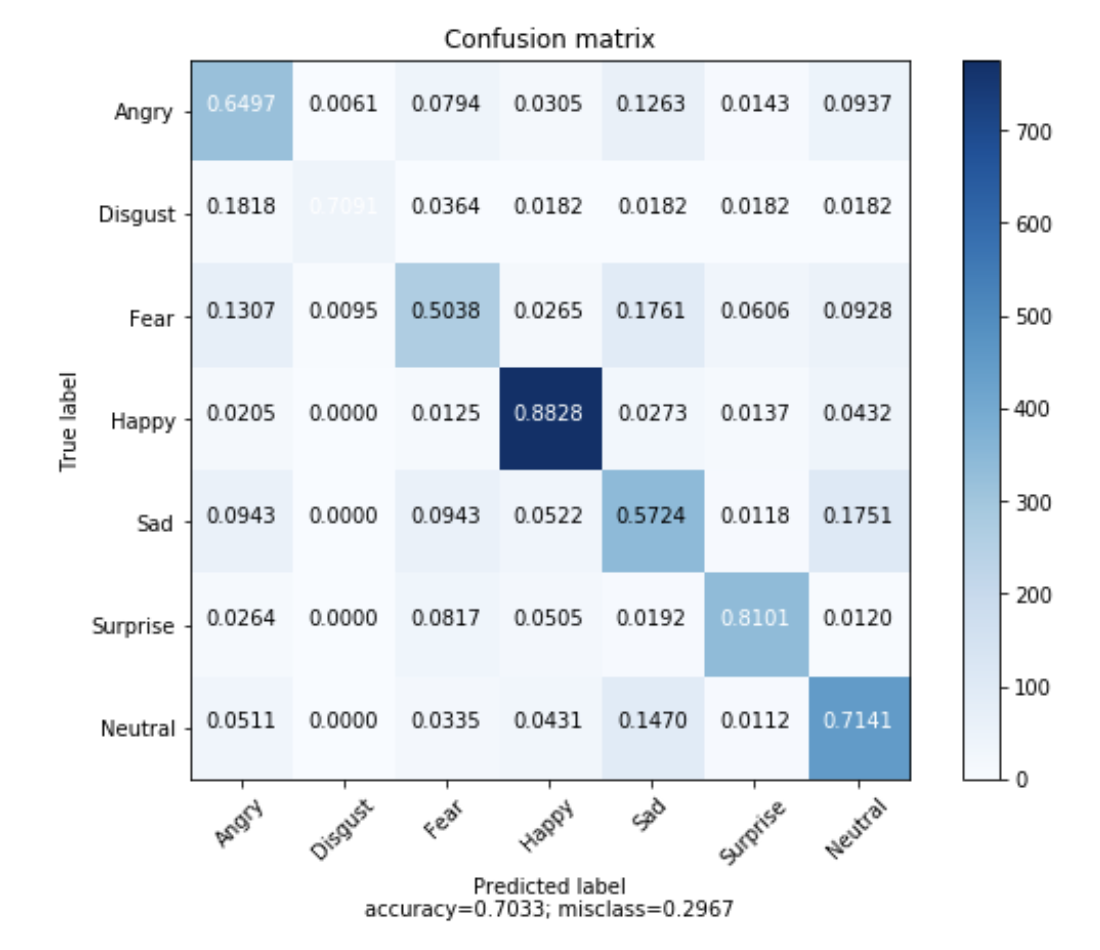 Confusion matrix
Angry 0.6497 0.0061 0.0794 0.0305 0.1263 0.0143 0.0937
Disgust 0.1818 0.7091 0.0364 0.0182 0.0182 0.0182 0.0182
Fear 0.1307 0.0095 0.5038 0.0265 0.1761 0.0606 0.0928
Happy 0.0205 0.0000 0.0125 0.8828 0.0273 0.0137 0.0432
Sad 0.0943 0.0000 0.0943 0.0522 0.5724 0.0118 0.1751
Surprise 0.0264 0.0000 0.0817 0.0505 0.0192 0.8101 0.0120
Neutral 0.0511 0.0000 0.0335 0.0431 0.1470 0.0112 0.7141
True label
Angry Disgust Fear Happy Sad Surprise Neutral
Predicted label
accuracy=0.7033; misclass=0.2967
700
600
500
400
300
200
100
0